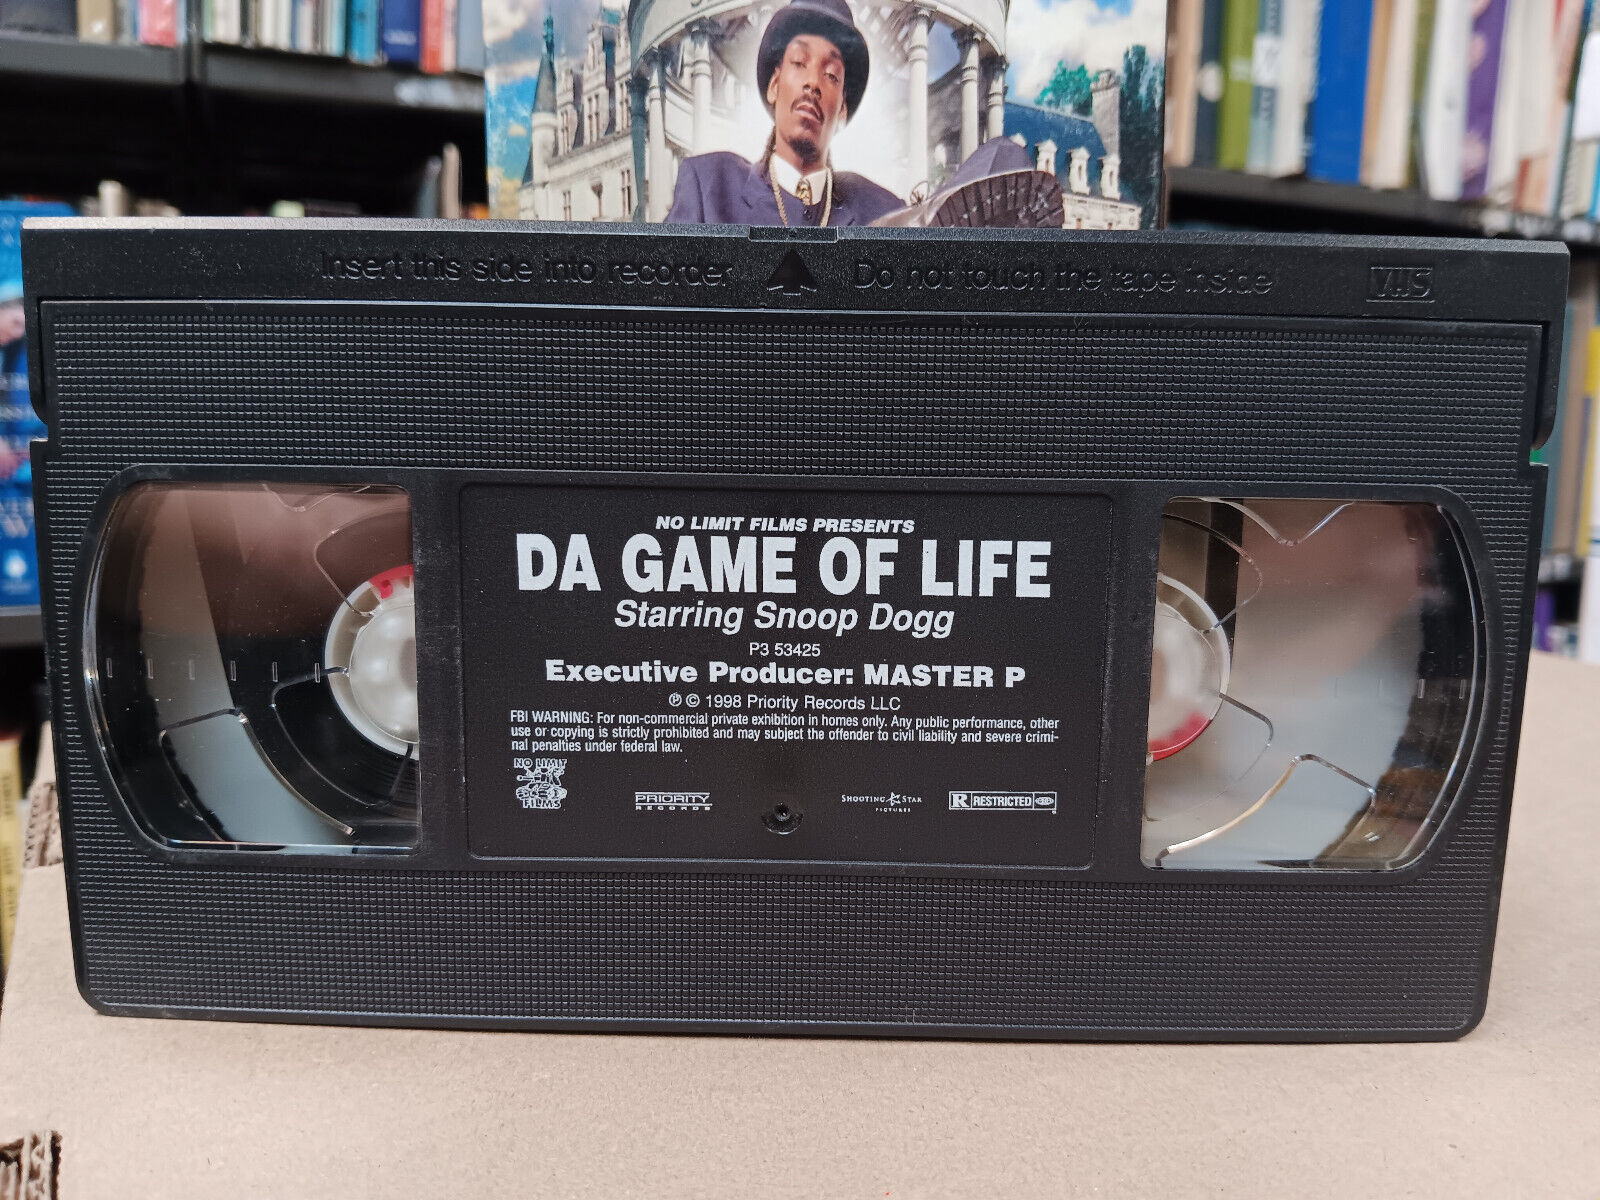 Insert this side into recorder
Do not touch the tape inside
VHS
NO LIMIT FILMS PRESENTS
DA GAME OF LIFE
Starring Snoop Dogg
P3 53425
Executive Producer: MASTER P
℗ © 1998 Priority Records LLC
FBI WARNING: For non-commercial private exhibition in homes only. Any public performance, other
use or copying is strictly prohibited and may subject the offender to civil liability and severe crimi-
nal penalties under federal law.
NO LIMIT
FILMS
PRIORITY
RECORDS
SHOOTING STAR
PICTURES
R RESTRICTED